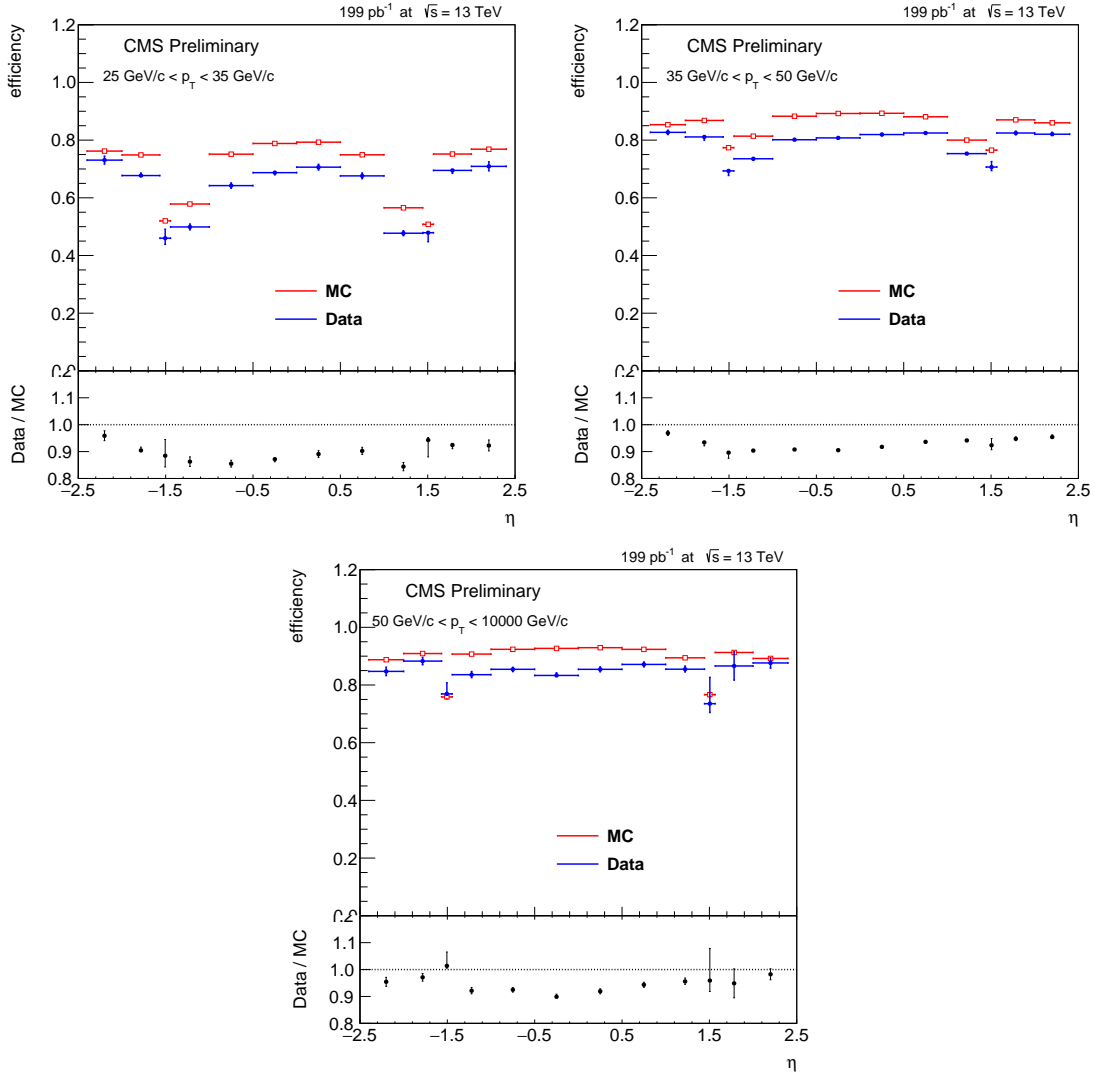 199 pb⁻¹ at √s = 13 TeV
efficiency
1.2
1.0
0.8
0.6
0.4
0.2
CMS Preliminary
25 GeV/c < p_T < 35 GeV/c
MC
Data
Data / MC
1.1
1.0
0.9
0.8
−2.5 −1.5 −0.5 0.5 1.5 2.5
η
199 pb⁻¹ at √s = 13 TeV
efficiency
1.2
1.0
0.8
0.6
0.4
0.2
CMS Preliminary
35 GeV/c < p_T < 50 GeV/c
MC
Data
Data / MC
1.1
1.0
0.9
0.8
−2.5 −1.5 −0.5 0.5 1.5 2.5
η
199 pb⁻¹ at √s = 13 TeV
efficiency
1.2
1.0
0.8
0.6
0.4
0.2
CMS Preliminary
50 GeV/c < p_T < 10000 GeV/c
MC
Data
Data / MC
1.1
1.0
0.9
0.8
−2.5 −1.5 −0.5 0.5 1.5 2.5
η